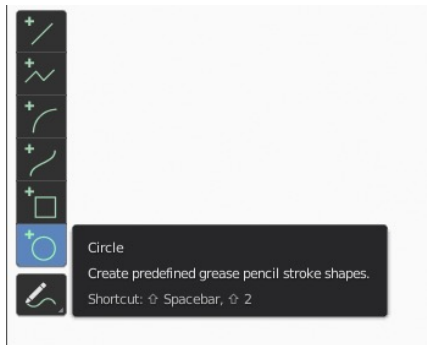 Circle
Create predefined grease pencil stroke shapes.
Shortcut: ⇧ Spacebar, ⇧ 2